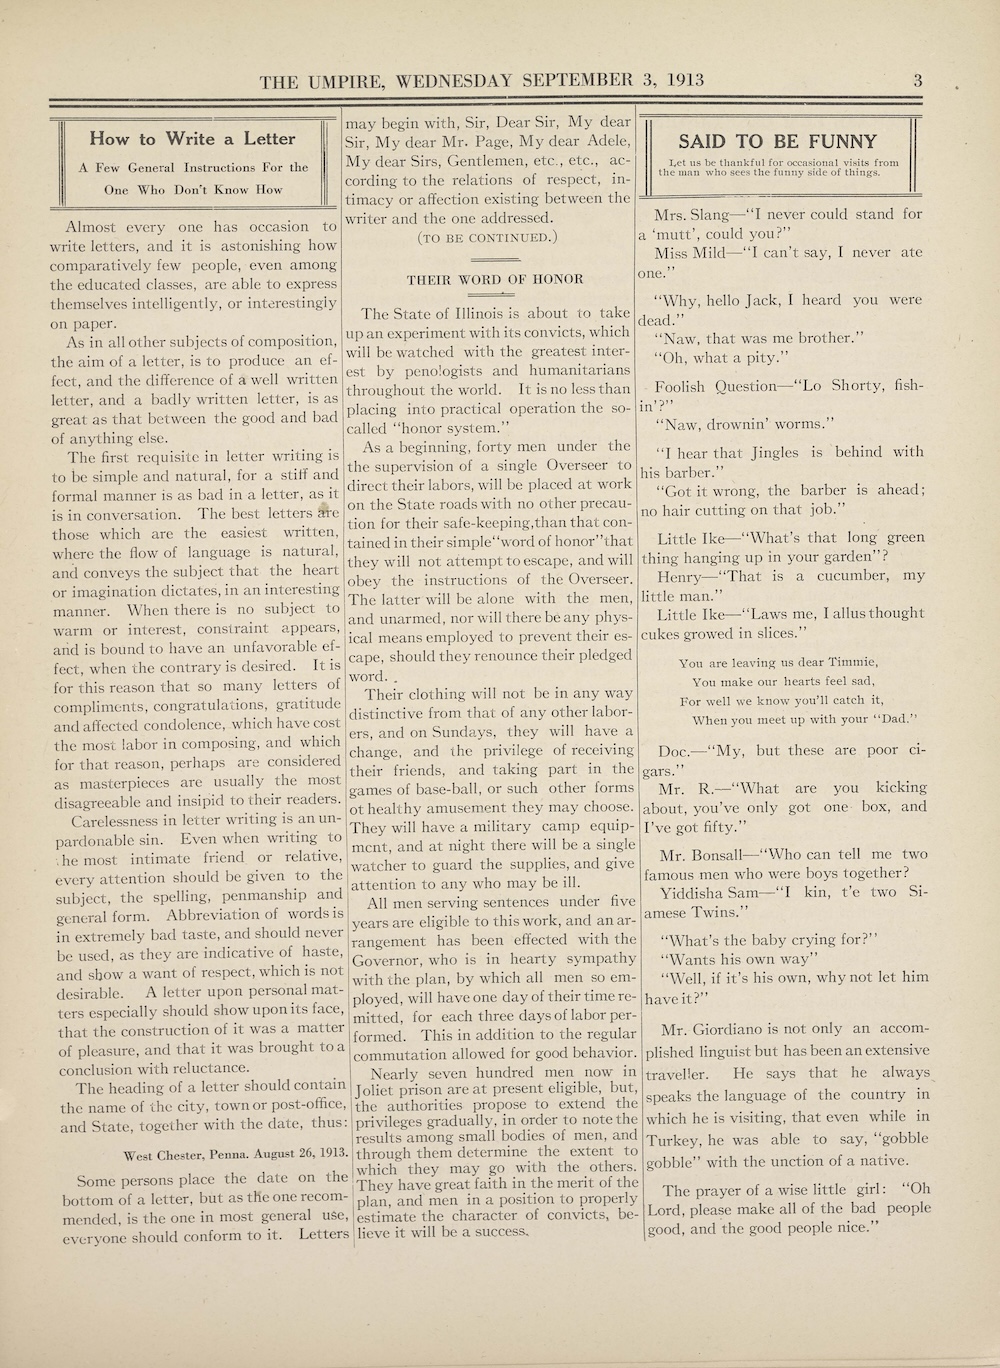 THE UMPIRE, WEDNESDAY SEPTEMBER 3, 1913
3
How to Write a Letter
A Few General Instructions For the
One Who Don't Know How
Almost every one has occasion to
write letters, and it is astonishing how
comparatively few people, even among
the educated classes, are able to express
themselves intelligently, or interestingly
on paper.
As in all other subjects of composition,
the aim of a letter, is to produce an ef-
fect, and the difference of a well written
letter, and a badly written letter, is as
great as that between the good and bad
of anything else.
The first requisite in letter writing is
to be simple and natural, for a stiff and
formal manner is as bad in a letter, as it
is in conversation. The best letters are
those which are the easiest written,
where the flow of language is natural,
and conveys the subject that the heart
or imagination dictates, in an interesting
manner. When there is no subject to
warm or interest, constraint appears,
and is bound to have an unfavorable ef-
fect, when the contrary is desired. It is
for this reason that so many letters of
compliments, congratulations, gratitude
and affected condolence, which have cost
the most labor in composing, and which
for that reason, perhaps are considered
as masterpieces are usually the most
disagreeable and insipid to their readers.
Carelessness in letter writing is an un-
pardonable sin. Even when writing to
the most intimate friend or relative,
every attention should be given to the
subject, the spelling, penmanship and
general form. Abbreviation of words is
in extremely bad taste, and should never
be used, as they are indicative of haste,
and show a want of respect, which is not
desirable. A letter upon personal mat-
ters especially should show upon its face,
that the construction of it was a matter
of pleasure, and that it was brought to a
conclusion with reluctance.
The heading of a letter should contain
the name of the city, town or post-office,
and State, together with the date, thus:
West Chester, Penna. August 26, 1913.
Some persons place the date on the
bottom of a letter, but as the one recom-
mended, is the one in most general use,
everyone should conform to it. Letters
may begin with, Sir, Dear Sir, My dear
Sir, My dear Mr. Page, My dear Adele,
My dear Sirs, Gentlemen, etc., etc., ac-
cording to the relations of respect, in-
timacy or affection existing between the
writer and the one addressed.
(TO BE CONTINUED.)
THEIR WORD OF HONOR
The State of Illinois is about to take
up an experiment with its convicts, which
will be watched with the greatest inter-
est by penologists and humanitarians
throughout the world. It is no less than
placing into practical operation the so-
called "honor system."
As a beginning, forty men under the
the supervision of a single Overseer to
direct their labors, will be placed at work
on the State roads with no other precau-
tion for their safe-keeping,than that con-
tained in their simple"word of honor"that
they will not attempt to escape, and will
obey the instructions of the Overseer.
The latter will be alone with the men,
and unarmed, nor will there be any phys-
ical means employed to prevent their es-
cape, should they renounce their pledged
word.
Their clothing will not be in any way
distinctive from that of any other labor-
ers, and on Sundays, they will have a
change, and the privilege of receiving
their friends, and taking part in the
games of base-ball, or such other forms
ot healthy amusement they may choose.
They will have a military camp equip-
ment, and at night there will be a single
watcher to guard the supplies, and give
attention to any who may be ill.
All men serving sentences under five
years are eligible to this work, and an ar-
rangement has been effected with the
Governor, who is in hearty sympathy
with the plan, by which all men so em-
ployed, will have one day of their time re-
mitted, for each three days of labor per-
formed. This in addition to the regular
commutation allowed for good behavior.
Nearly seven hundred men now in
Joliet prison are at present eligible, but,
the authorities propose to extend the
privileges gradually, in order to note the
results among small bodies of men, and
through them determine the extent to
which they may go with the others.
They have great faith in the merit of the
plan, and men in a position to properly
estimate the character of convicts, be-
lieve it will be a success.
SAID TO BE FUNNY
Let us be thankful for occasional visits from
the man who sees the funny side of things.
Mrs. Slang—"I never could stand for
a 'mutt', could you?"
Miss Mild—"I can't say, I never ate
one."
"Why, hello Jack, I heard you were
dead."
"Naw, that was me brother."
"Oh, what a pity."
Foolish Question—"Lo Shorty, fish-
in'?"
"Naw, drownin' worms."
"I hear that Jingles is behind with
his barber."
"Got it wrong, the barber is ahead;
no hair cutting on that job."
Little Ike—"What's that long green
thing hanging up in your garden"?
Henry—"That is a cucumber, my
little man."
Little Ike—"Laws me, I allus thought
cukes growed in slices."
You are leaving us dear Timmie,
You make our hearts feel sad,
For well we know you'll catch it,
When you meet up with your "Dad."
Doc.—"My, but these are poor ci-
gars."
Mr. R.—"What are you kicking
about, you've only got one box, and
I've got fifty."
Mr. Bonsall—"Who can tell me two
famous men who were boys together?
Yiddisha Sam—"I kin, t'e two Si-
amese Twins."
"What's the baby crying for?"
"Wants his own way"
"Well, if it's his own, why not let him
have it?"
Mr. Giordiano is not only an accom-
plished linguist but has been an extensive
traveller. He says that he always
speaks the language of the country in
which he is visiting, that even while in
Turkey, he was able to say, "gobble
gobble" with the unction of a native.
The prayer of a wise little girl: "Oh
Lord, please make all of the bad people
good, and the good people nice."